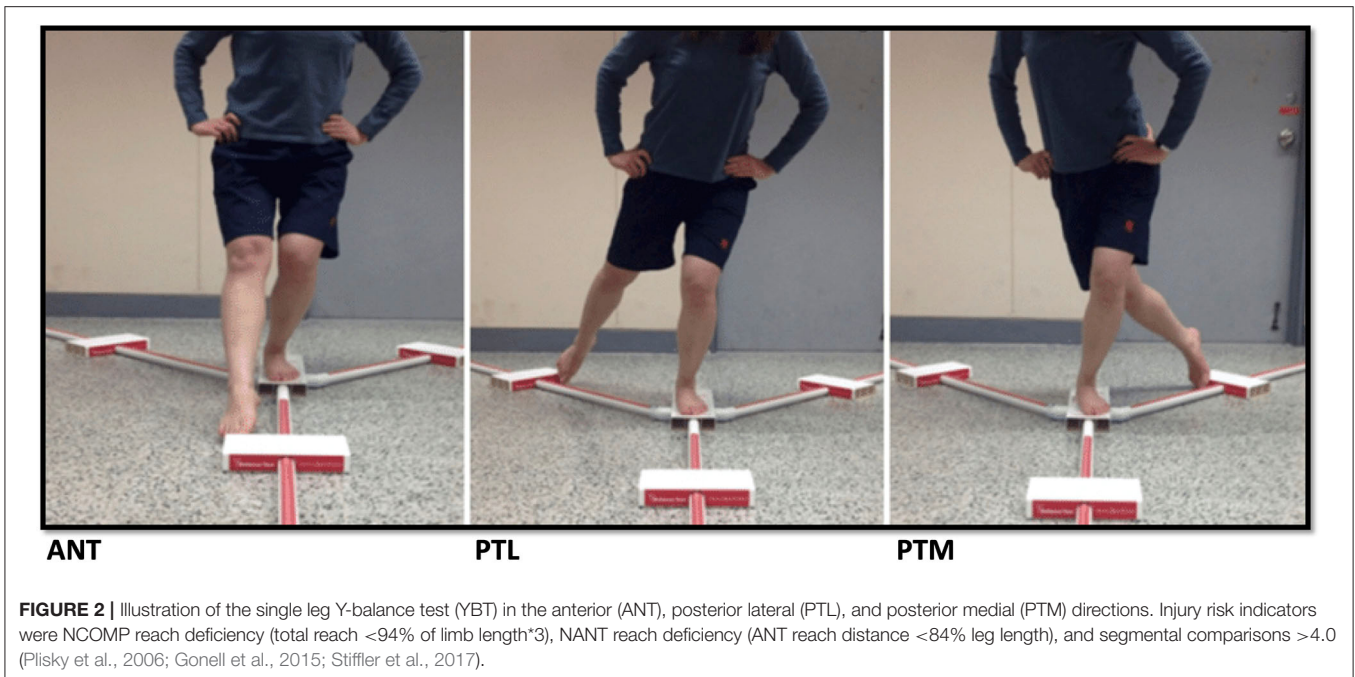 ANT
PTL
PTM
FIGURE 2 | Illustration of the single leg Y-balance test (YBT) in the anterior (ANT), posterior lateral (PTL), and posterior medial (PTM) directions. Injury risk indicators
were NCOMP reach deficiency (total reach <94% of limb length*3), NANT reach deficiency (ANT reach distance <84% leg length), and segmental comparisons >4.0
(Plisky et al., 2006; Gonell et al., 2015; Stiffler et al., 2017).